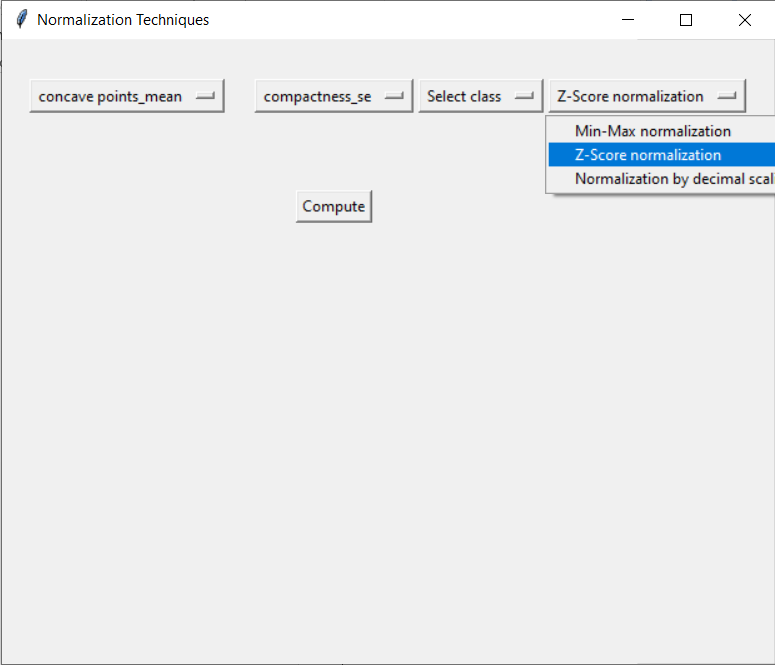 Normalization Techniques
concave points_mean compactness_se Select class Z-Score normalization
Min-Max normalization
Z-Score normalization
Normalization by decimal scal
Compute